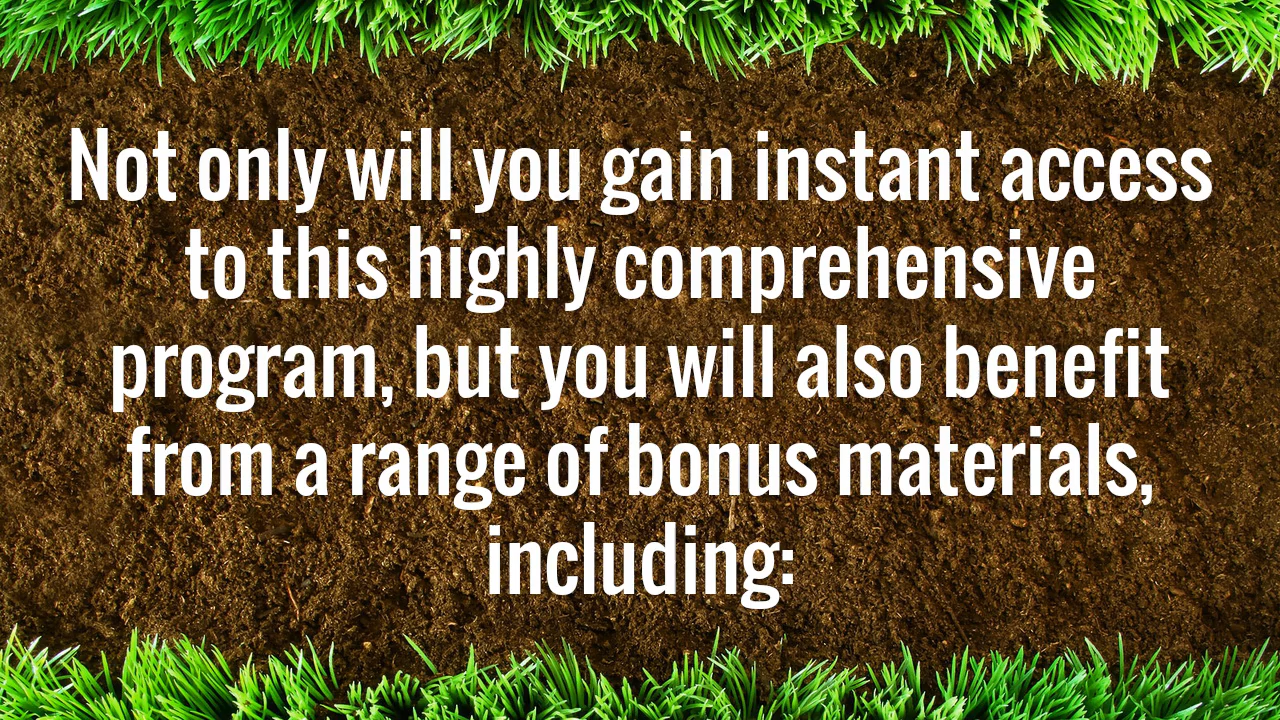 Not only will you gain instant access
to this highly comprehensive
program, but you will also benefit
from a range of bonus materials,
including: